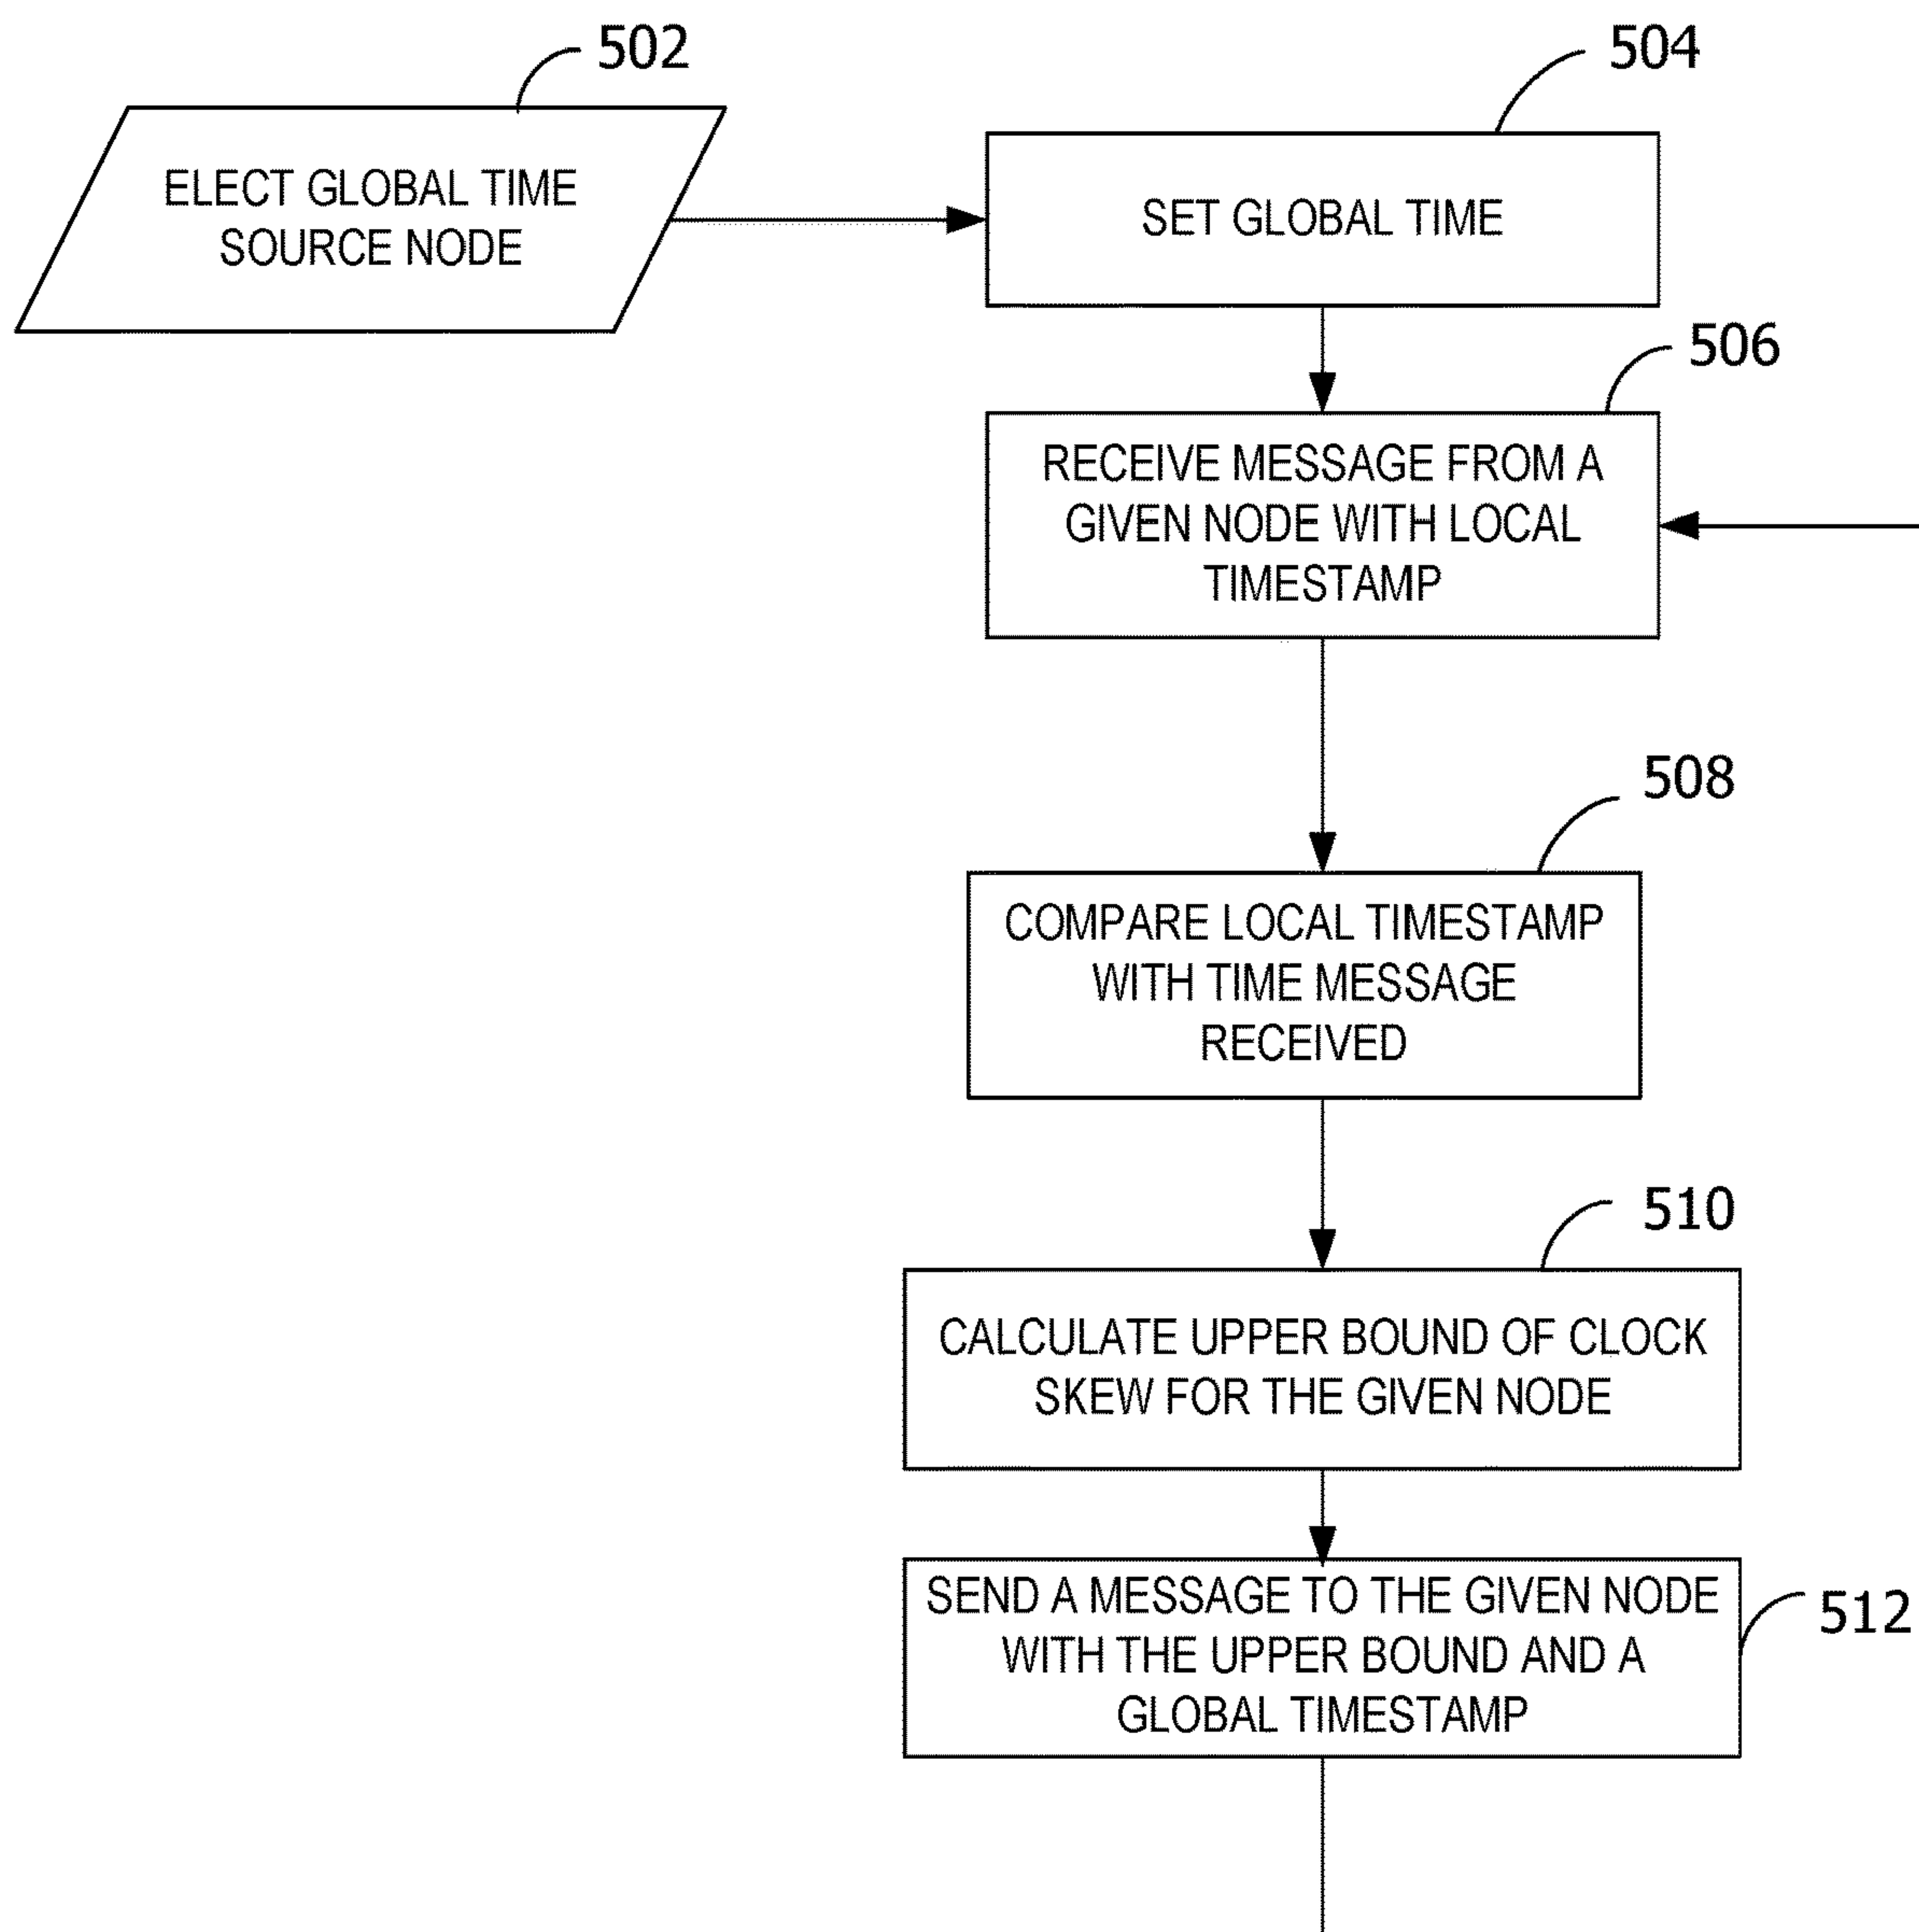 502
ELECT GLOBAL TIME
SOURCE NODE
504
SET GLOBAL TIME
506
RECEIVE MESSAGE FROM A
GIVEN NODE WITH LOCAL
TIMESTAMP
508
COMPARE LOCAL TIMESTAMP
WITH TIME MESSAGE
RECEIVED
510
CALCULATE UPPER BOUND OF CLOCK
SKEW FOR THE GIVEN NODE
512
SEND A MESSAGE TO THE GIVEN NODE
WITH THE UPPER BOUND AND A
GLOBAL TIMESTAMP